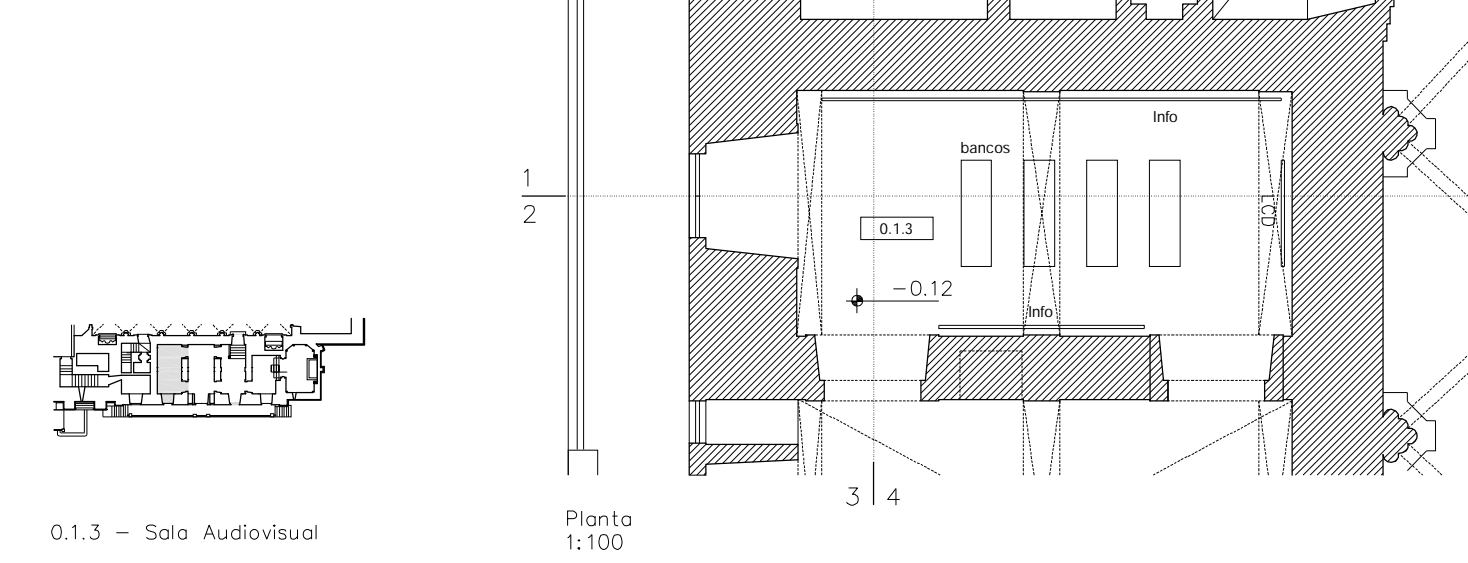 Info
bancos
1
2
LCD
0.1.3
−0.12
Info
3 4
Planta
1:100
0.1.3 − Sala Audiovisual